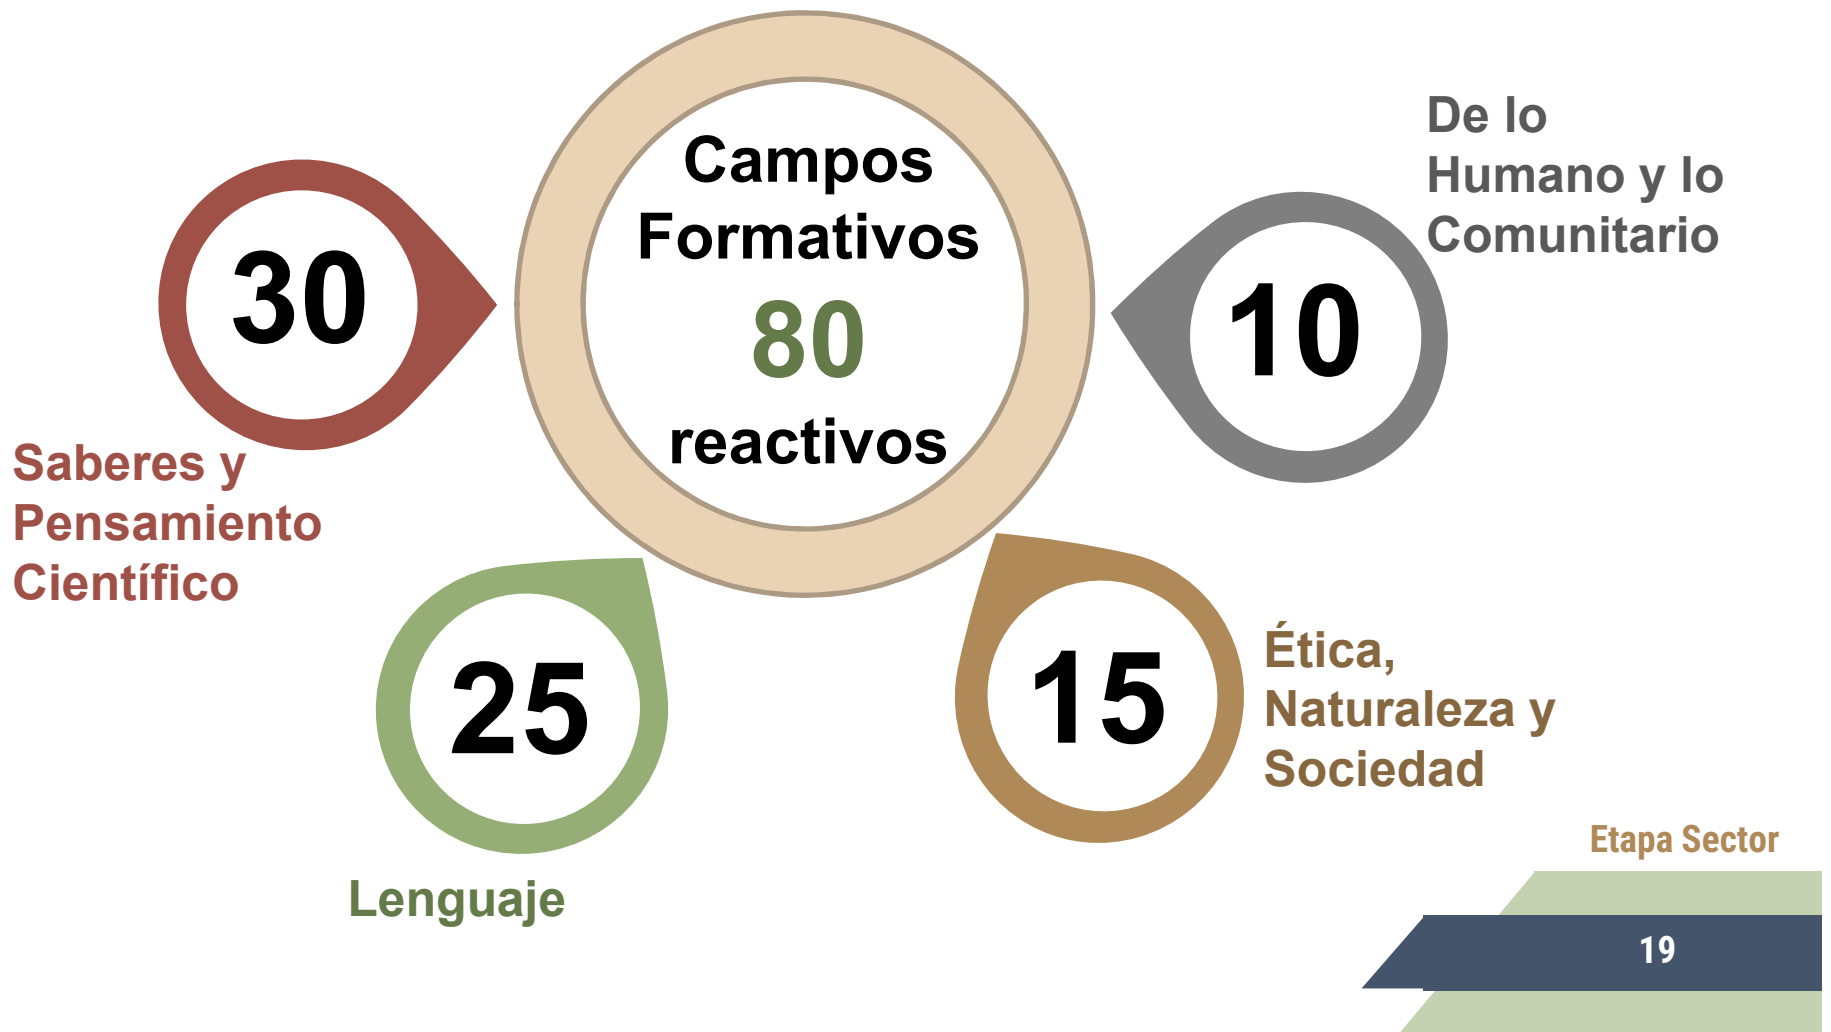 Campos
Formativos
80
reactivos
30
Saberes y
Pensamiento
Científico
25
Lenguaje
15
Ética,
Naturaleza y
Sociedad
10
De lo
Humano y lo
Comunitario
Etapa Sector
19